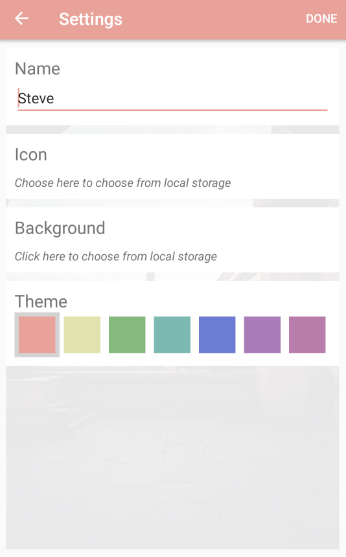 Settings
DONE
Name
Steve
Icon
Choose here to choose from local storage
Background
Click here to choose from local storage
Theme